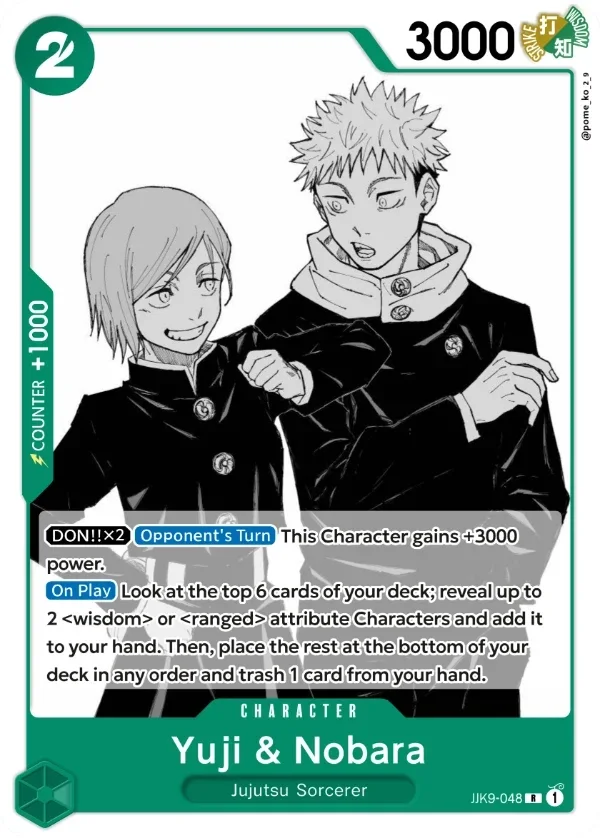 2
3000
STRIKE 打 知 WISDOM
@pome_ko_2_9
COUNTER +1000
DON!!×2 Opponent's Turn This Character gains +3000
power.
On Play Look at the top 6 cards of your deck; reveal up to
2 <wisdom> or <ranged> attribute Characters and add it
to your hand. Then, place the rest at the bottom of your
deck in any order and trash 1 card from your hand.
CHARACTER
Yuji & Nobara
Jujutsu Sorcerer
JJK9-048 R 1